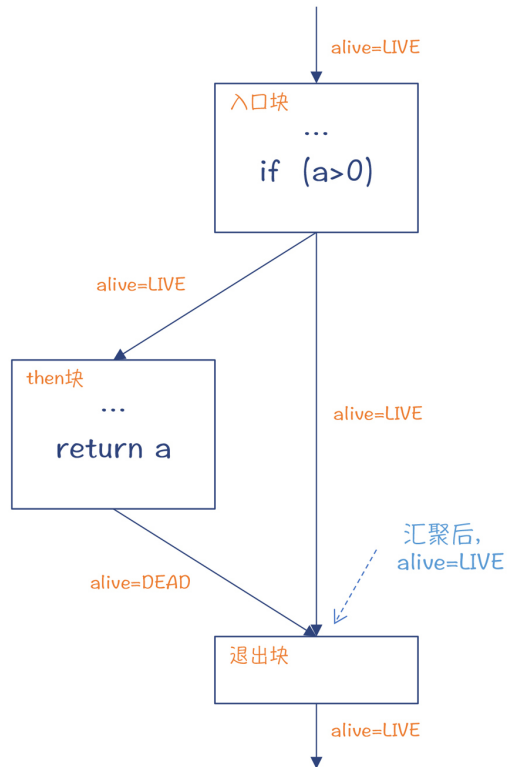 alive=LIVE
入口块
...
if (a>0)
alive=LIVE
then块
...
return a
alive=LIVE
汇聚后,
alive=LIVE
alive=DEAD
退出块
alive=LIVE